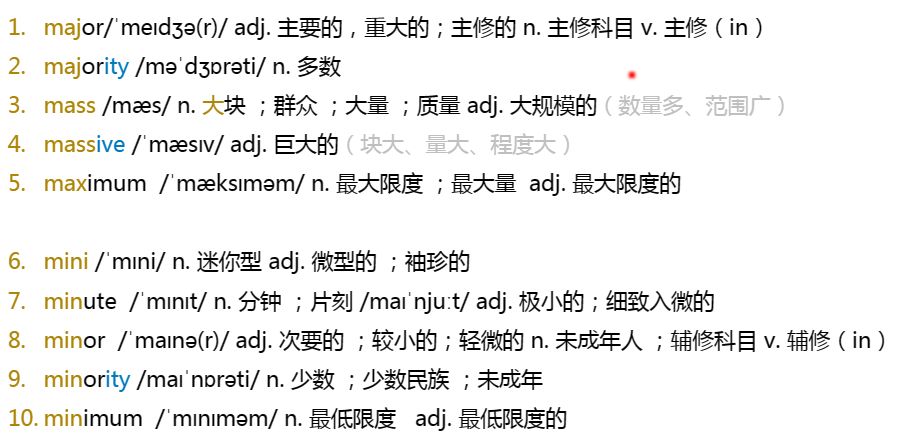 1. major/ˈmeɪdʒə(r)/ adj. 主要的，重大的；主修的 n. 主修科目 v. 主修（in）
2. majority /məˈdʒɒrəti/ n. 多数
3. mass /mæs/ n. 大块 ；群众 ；大量 ；质量 adj. 大规模的（数量多、范围广）
4. massive /ˈmæsɪv/ adj. 巨大的（块大、量大、程度大）
5. maximum /ˈmæksɪməm/ n. 最大限度 ；最大量 adj. 最大限度的
6. mini /ˈmɪni/ n. 迷你型 adj. 微型的 ；袖珍的
7. minute /ˈmɪnɪt/ n. 分钟 ；片刻 /maɪˈnjuːt/ adj. 极小的；细致入微的
8. minor /ˈmaɪnə(r)/ adj. 次要的 ；较小的；轻微的 n. 未成年人 ；辅修科目 v. 辅修（in）
9. minority /maɪˈnɒrəti/ n. 少数 ；少数民族 ；未成年
10. minimum /ˈmɪnɪməm/ n. 最低限度 adj. 最低限度的